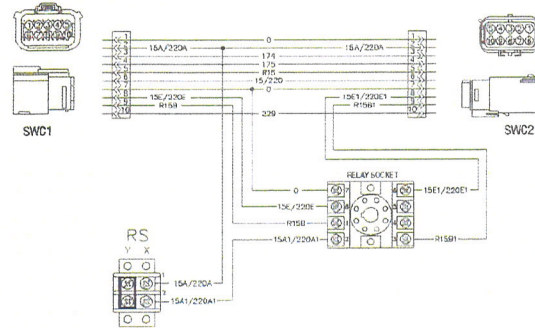 0
15A/220A 15A/220A
174
175
R15
15/220
0
15E/220E 15E1/220E1
R15B R15B1
229
SWC1
SWC2
RELAY SOCKET
0
15E/220E
R15B
15A1/220A1
15E1/220E1
R15B1
RS
Y X
15A/220A
15A1/220A1